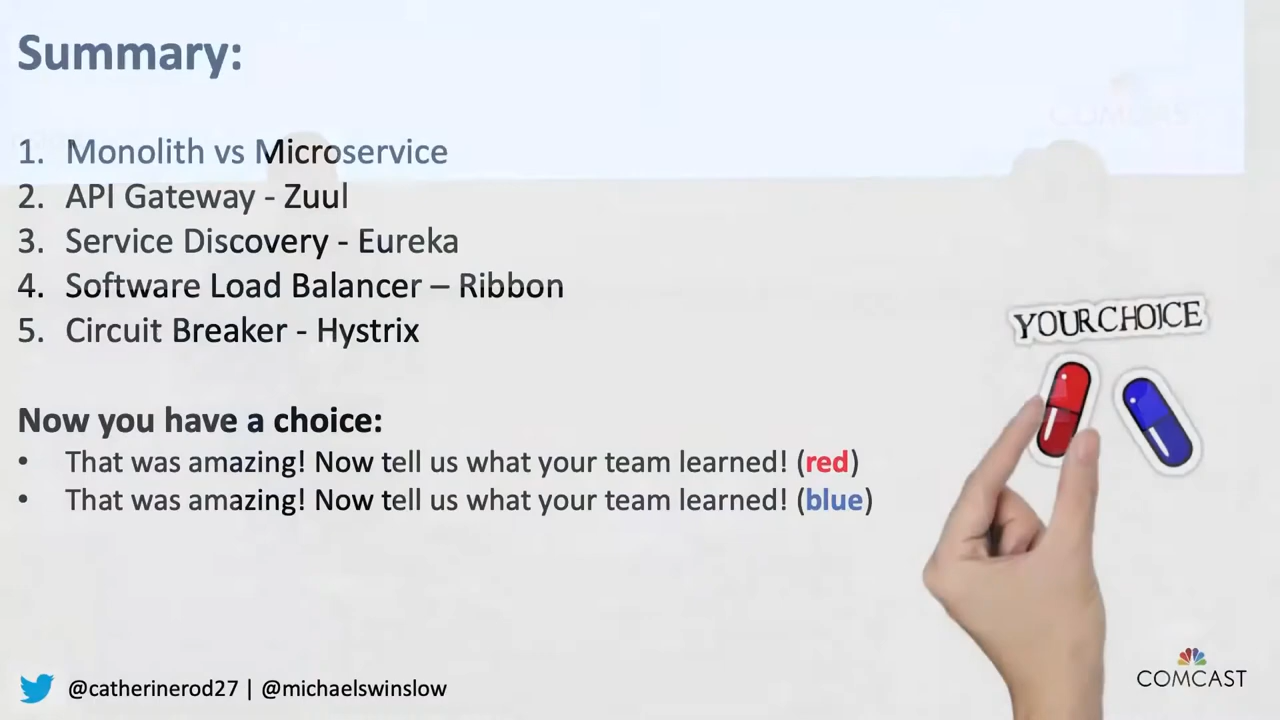 Summary:
COMCAST
1. Monolith vs Microservice
2. API Gateway - Zuul
3. Service Discovery - Eureka
4. Software Load Balancer – Ribbon
5. Circuit Breaker - Hystrix
YOUR CHOICE
Now you have a choice:
• That was amazing! Now tell us what your team learned! (red)
• That was amazing! Now tell us what your team learned! (blue)
@catherinerod27 | @michaelswinslow
COMCAST